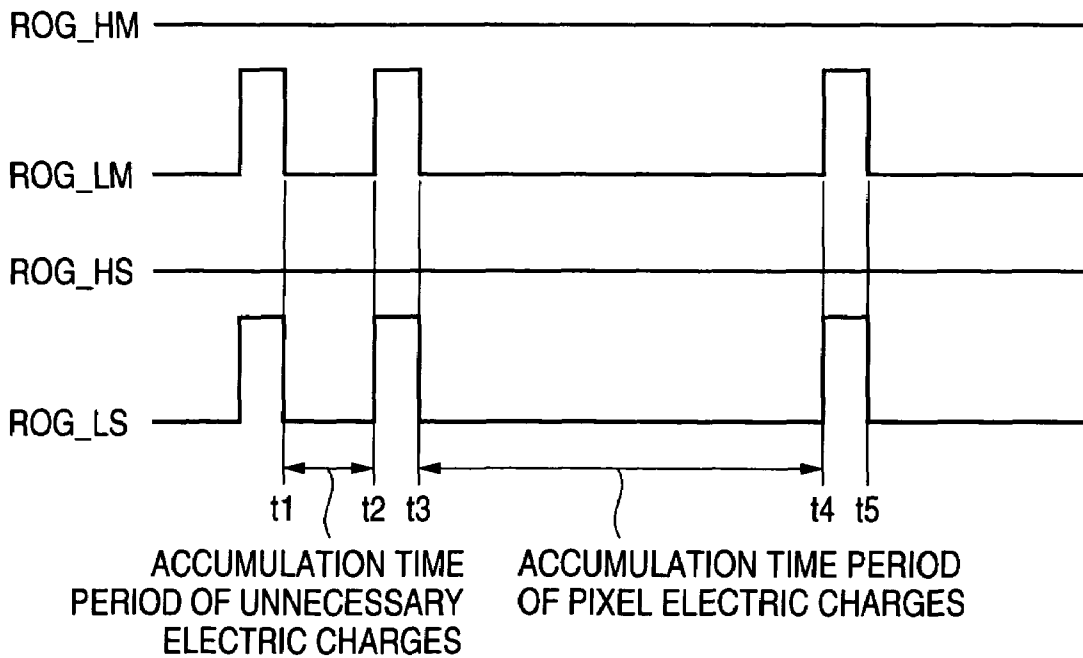 ROG_HM
ROG_LM
ROG_HS
ROG_LS
t1 t2 t3 t4 t5
ACCUMULATION TIME
PERIOD OF UNNECESSARY
ELECTRIC CHARGES
ACCUMULATION TIME PERIOD
OF PIXEL ELECTRIC CHARGES